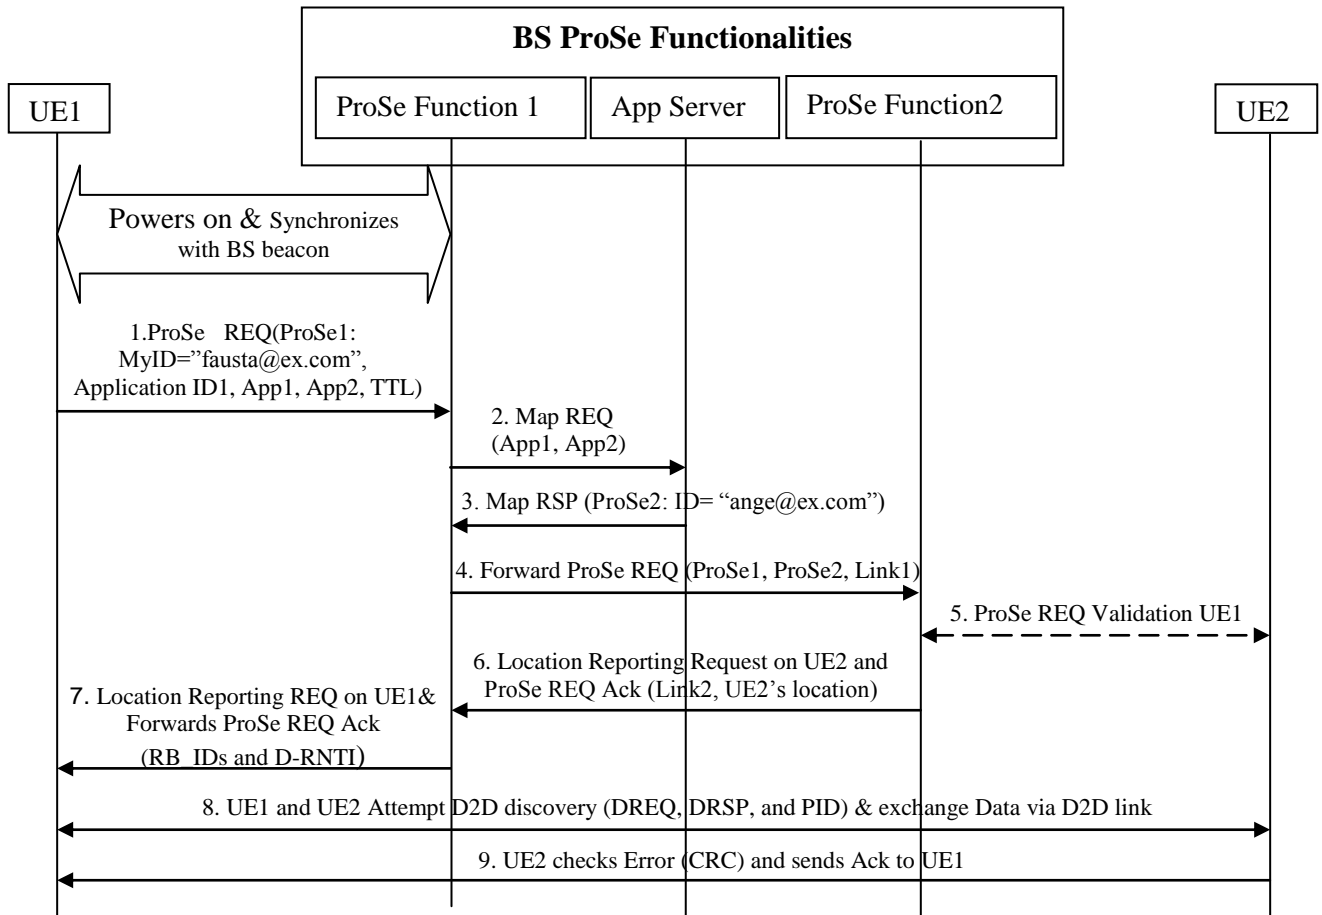 BS ProSe Functionalities
UE1
ProSe Function 1
App Server
ProSe Function2
UE2
Powers on & Synchronizes
with BS beacon
1.ProSe REQ(ProSe1:
MyID=”fausta@ex.com”,
Application ID1, App1, App2, TTL)
2. Map REQ
(App1, App2)
3. Map RSP (ProSe2: ID= “ange@ex.com”)
4. Forward ProSe REQ (ProSe1, ProSe2, Link1)
5. ProSe REQ Validation UE1
6. Location Reporting Request on UE2 and
ProSe REQ Ack (Link2, UE2’s location)
7. Location Reporting REQ on UE1&
Forwards ProSe REQ Ack
(RB_IDs and D-RNTI)
8. UE1 and UE2 Attempt D2D discovery (DREQ, DRSP, and PID) & exchange Data via D2D link
9. UE2 checks Error (CRC) and sends Ack to UE1